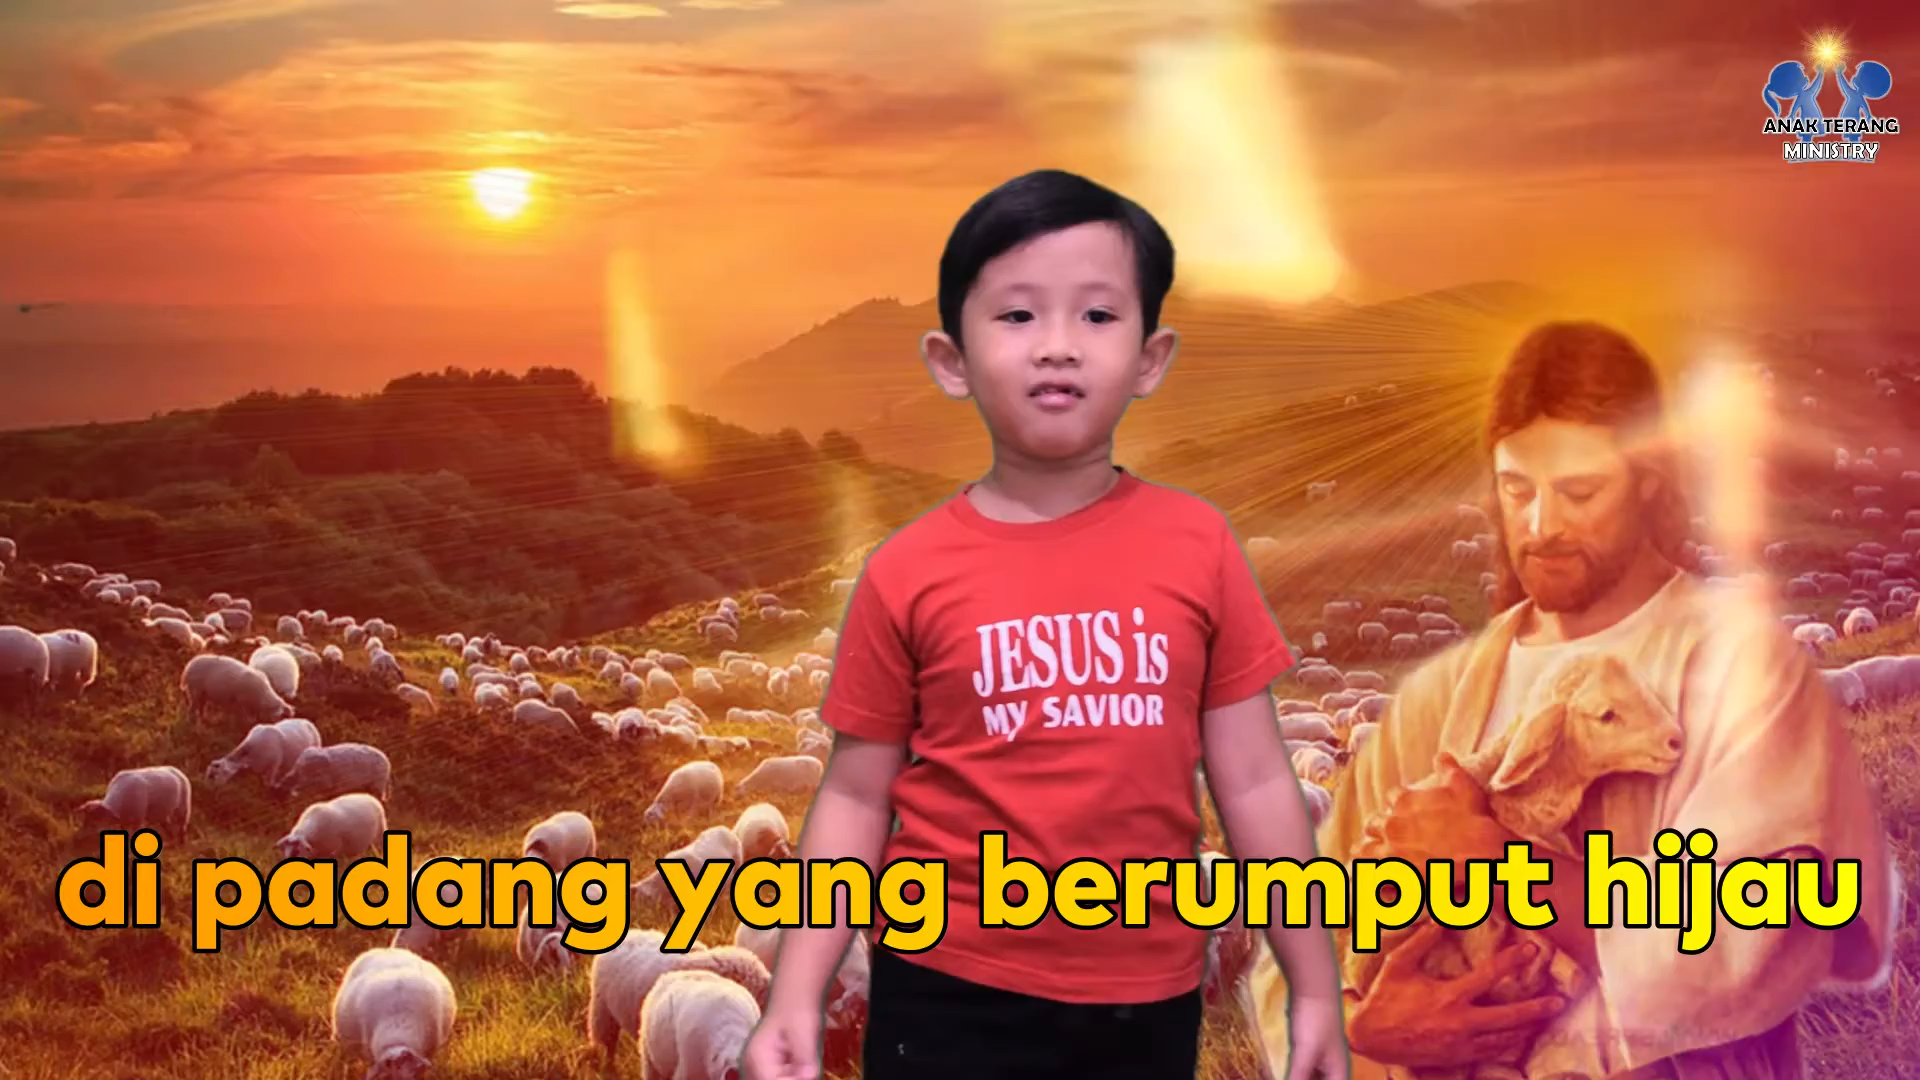 ANAK TERANG
MINISTRY
JESUS is
MY SAVIOR
di padang yang berumput hijau